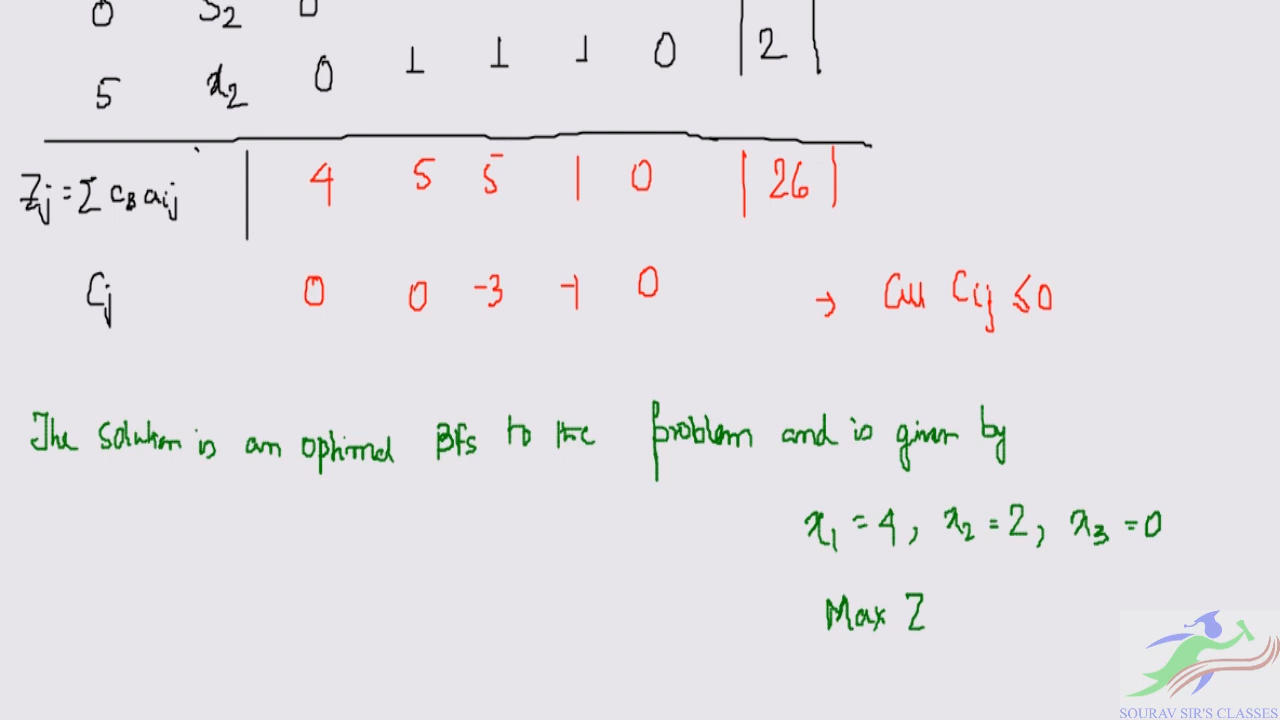 0 S2 0
5 x2 0 1 1 1 0 | 2 |
Zj = Σ CB aij | 4 5 5 1 0 | 26 |
Cj 0 0 -3 -1 0 → all Cij ≤ 0
The solution is an optimal BFS to the problem and is given by
x1 = 4, x2 = 2, x3 = 0
Max Z
SOURAV SIR'S CLASSES